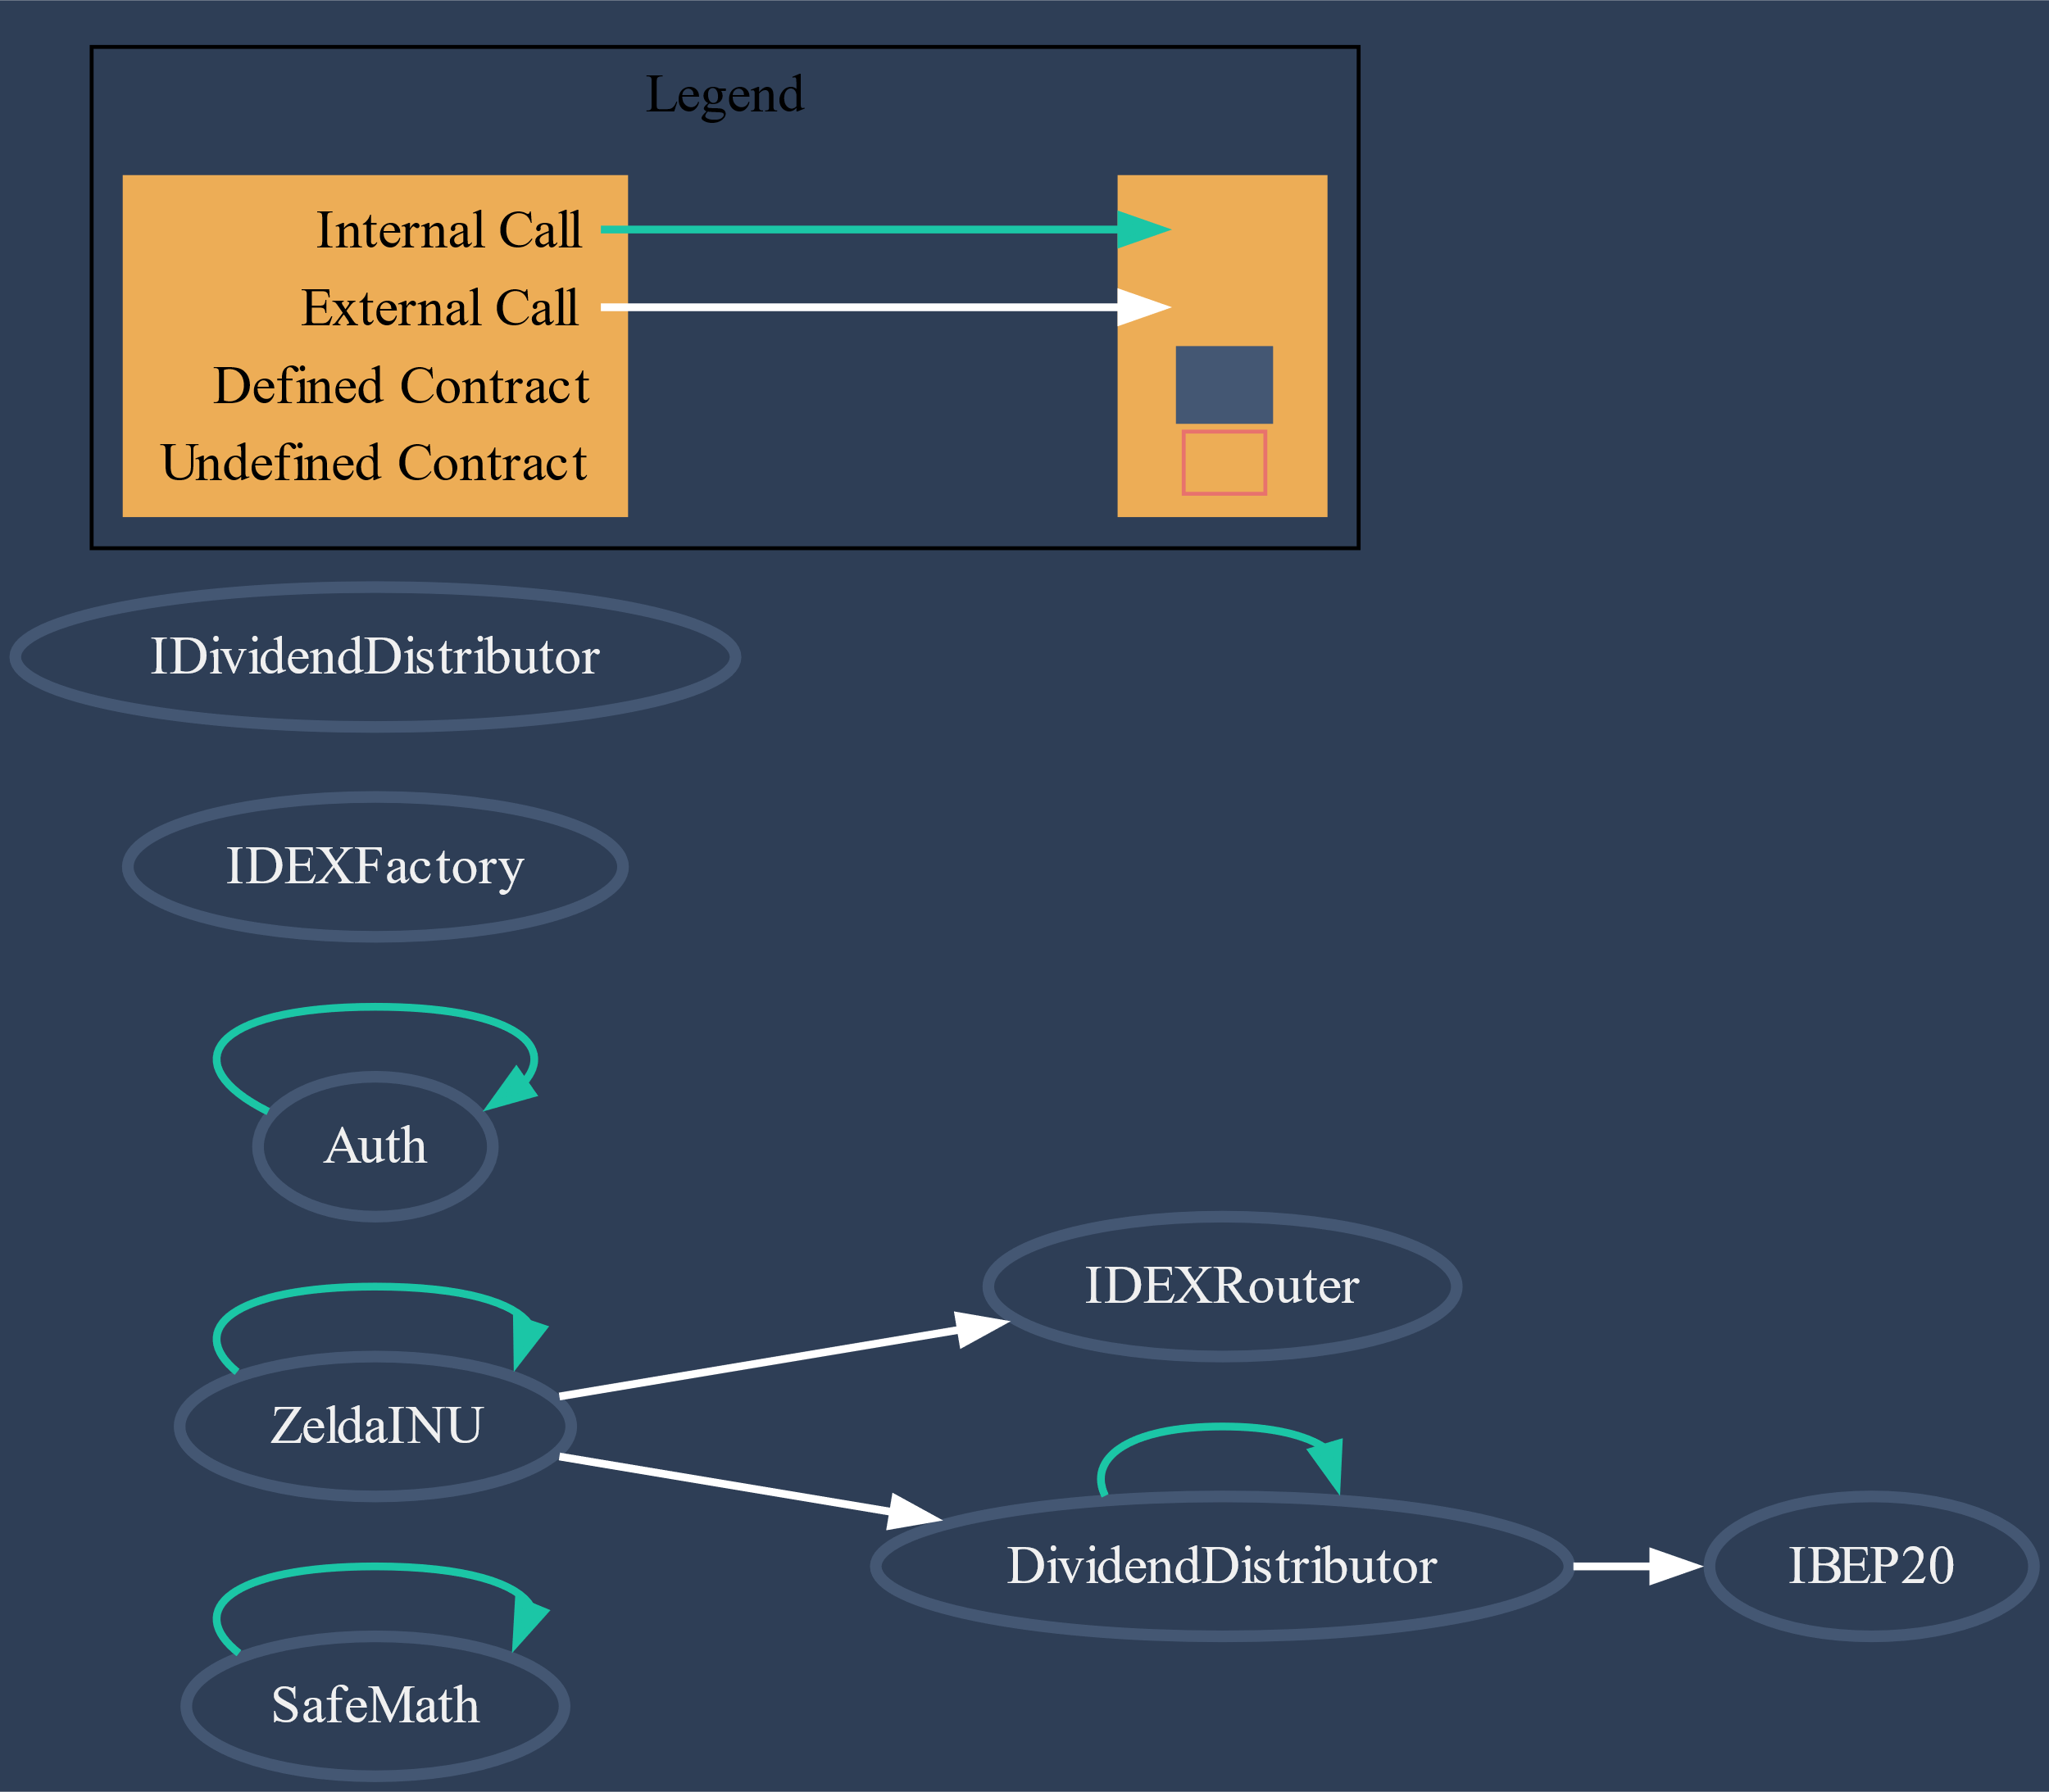 Legend
Internal Call
External Call
Defined Contract
Undefined Contract
IDividendDistributor
IDEXFactory
Auth
IDEXRouter
ZeldaINU
DividendDistributor
IBEP20
SafeMath